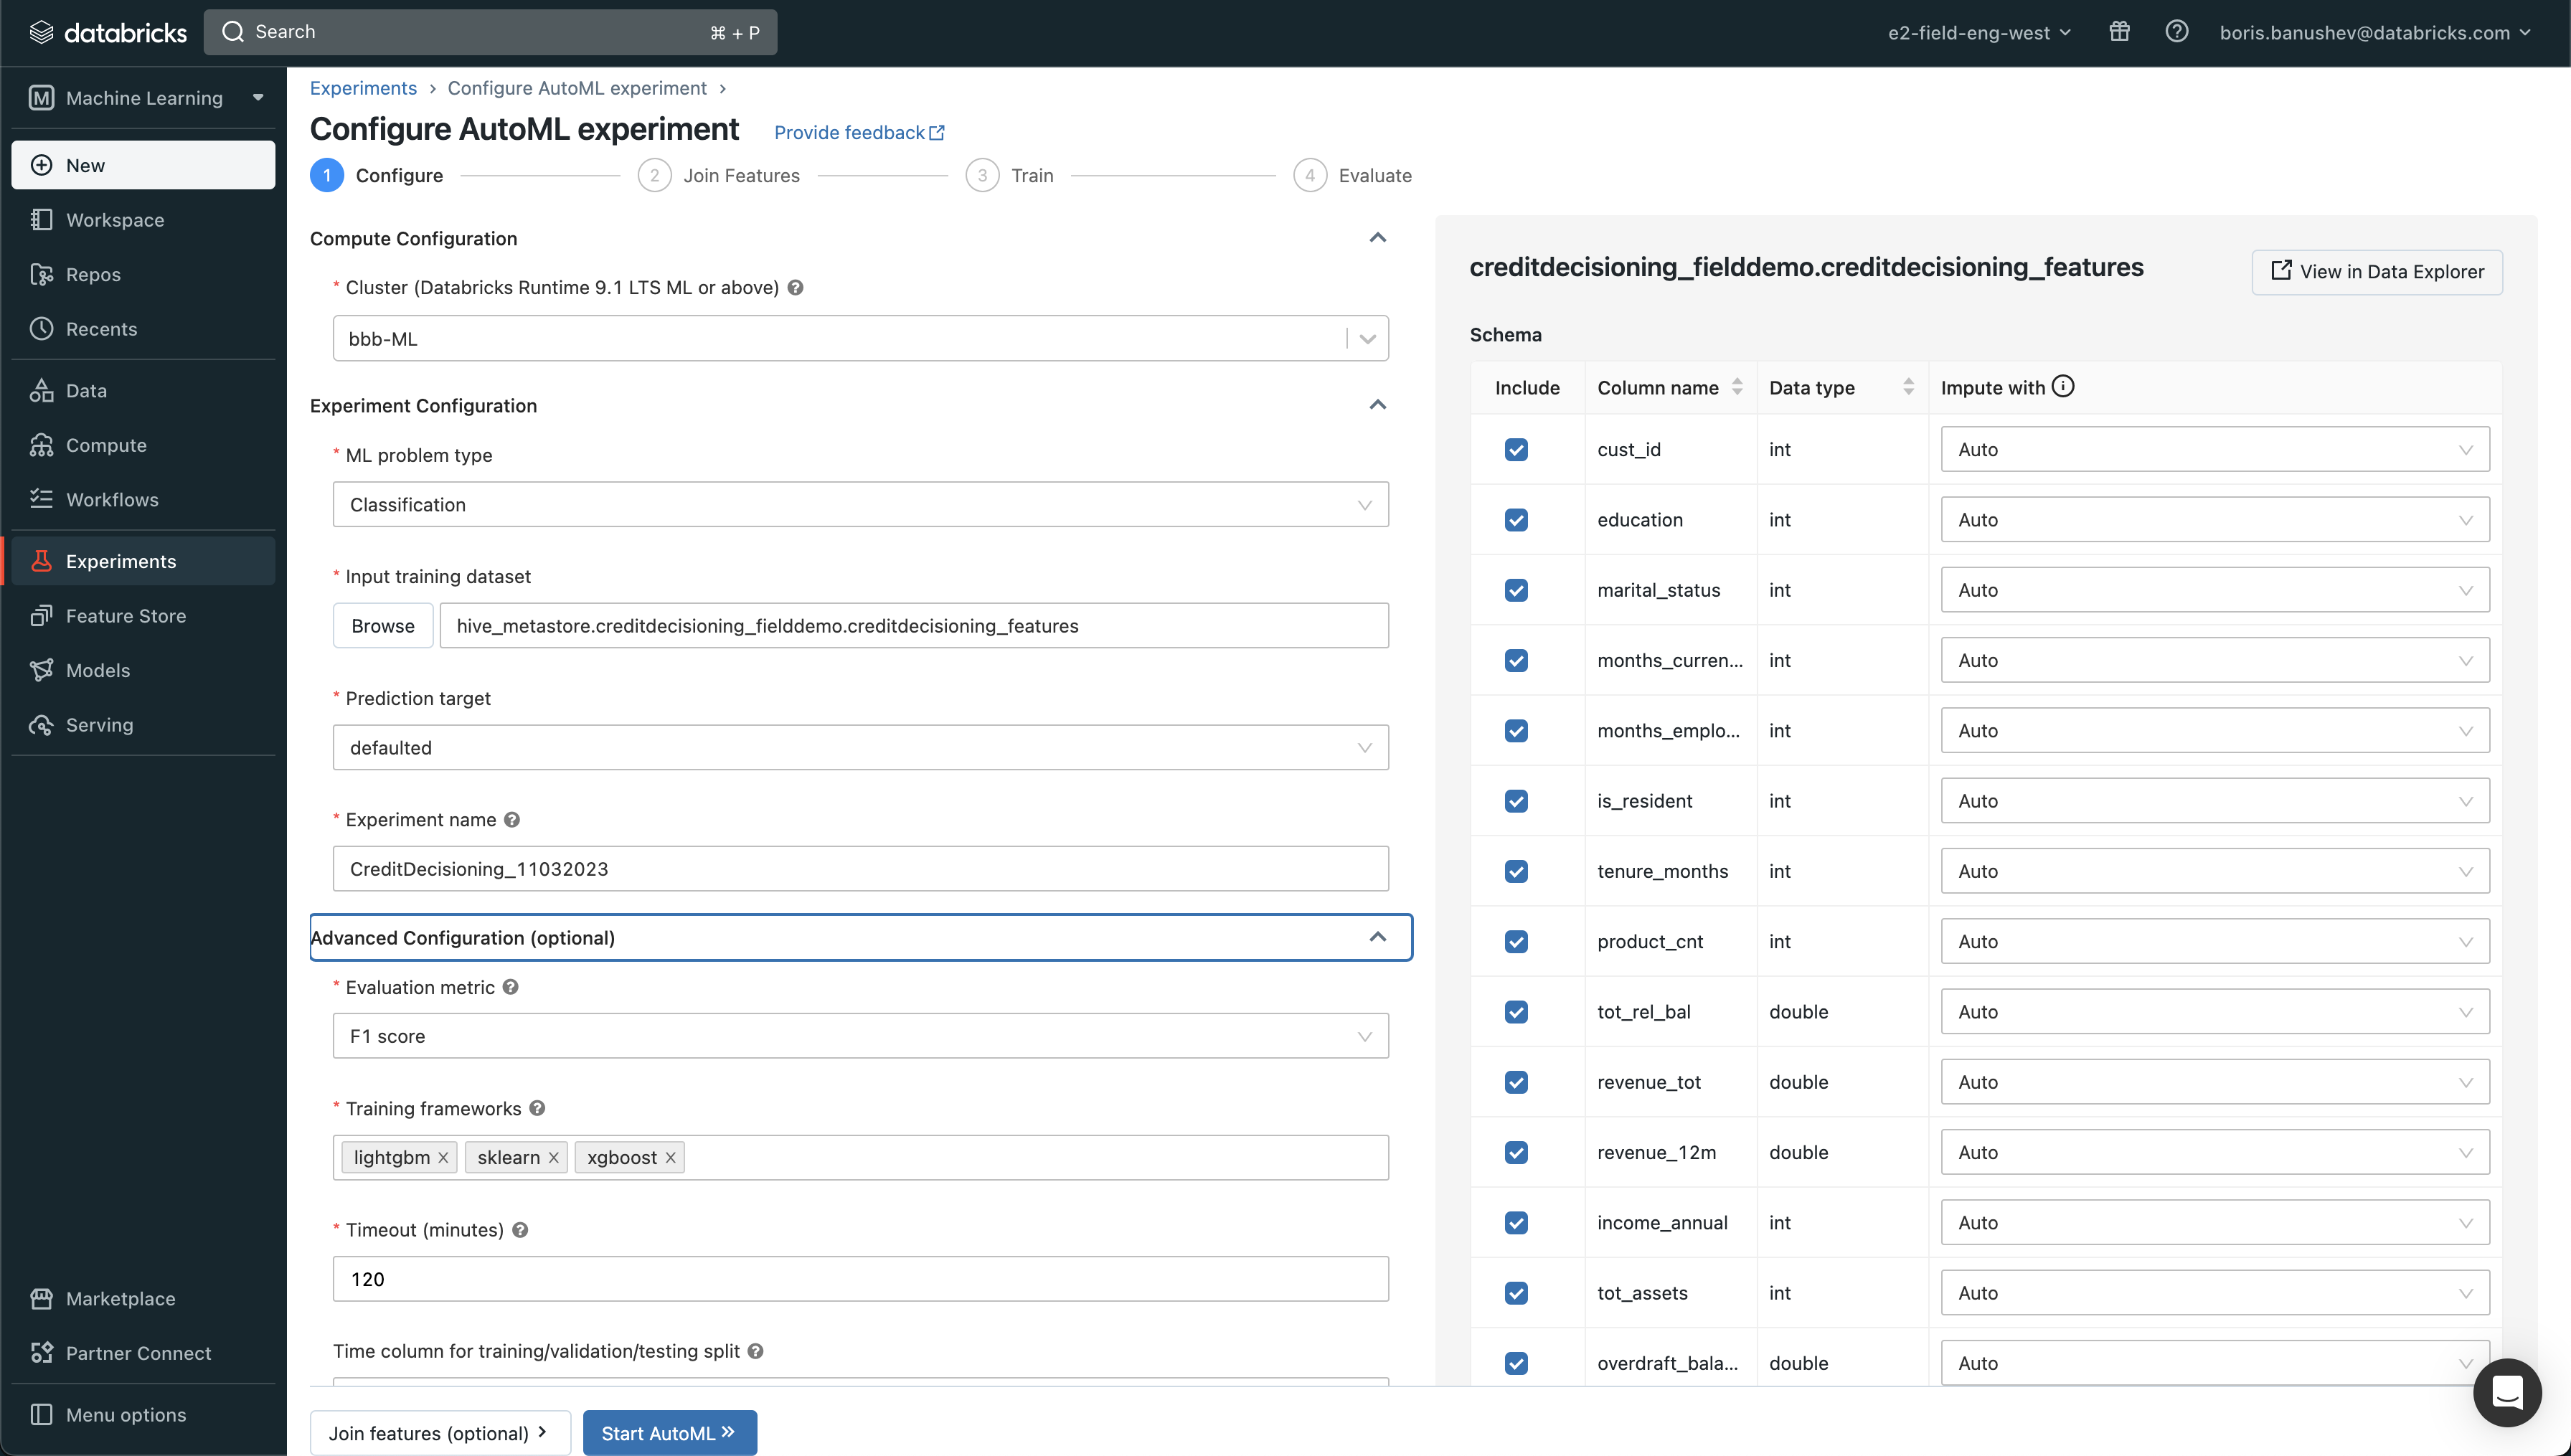 databricks
Search
⌘ + P
e2-field-eng-west
boris.banushev@databricks.com
M Machine Learning
New
Workspace
Repos
Recents
Data
Compute
Workflows
Experiments
Feature Store
Models
Serving
Marketplace
Partner Connect
Menu options
Experiments > Configure AutoML experiment >
Configure AutoML experiment
Provide feedback
1 Configure
2 Join Features
3 Train
4 Evaluate
Compute Configuration
* Cluster (Databricks Runtime 9.1 LTS ML or above) ?
bbb-ML
Experiment Configuration
* ML problem type
Classification
* Input training dataset
Browse hive_metastore.creditdecisioning_fielddemo.creditdecisioning_features
* Prediction target
defaulted
* Experiment name ?
CreditDecisioning_11032023
Advanced Configuration (optional)
* Evaluation metric ?
F1 score
* Training frameworks ?
lightgbm × sklearn × xgboost ×
* Timeout (minutes) ?
120
Time column for training/validation/testing split ?
Join features (optional) >
Start AutoML »
creditdecisioning_fielddemo.creditdecisioning_features
View in Data Explorer
Schema
Include Column name Data type Impute with
cust_id int Auto
education int Auto
marital_status int Auto
months_curren... int Auto
months_emplo... int Auto
is_resident int Auto
tenure_months int Auto
product_cnt int Auto
tot_rel_bal double Auto
revenue_tot double Auto
revenue_12m double Auto
income_annual int Auto
tot_assets int Auto
overdraft_bala... double Auto